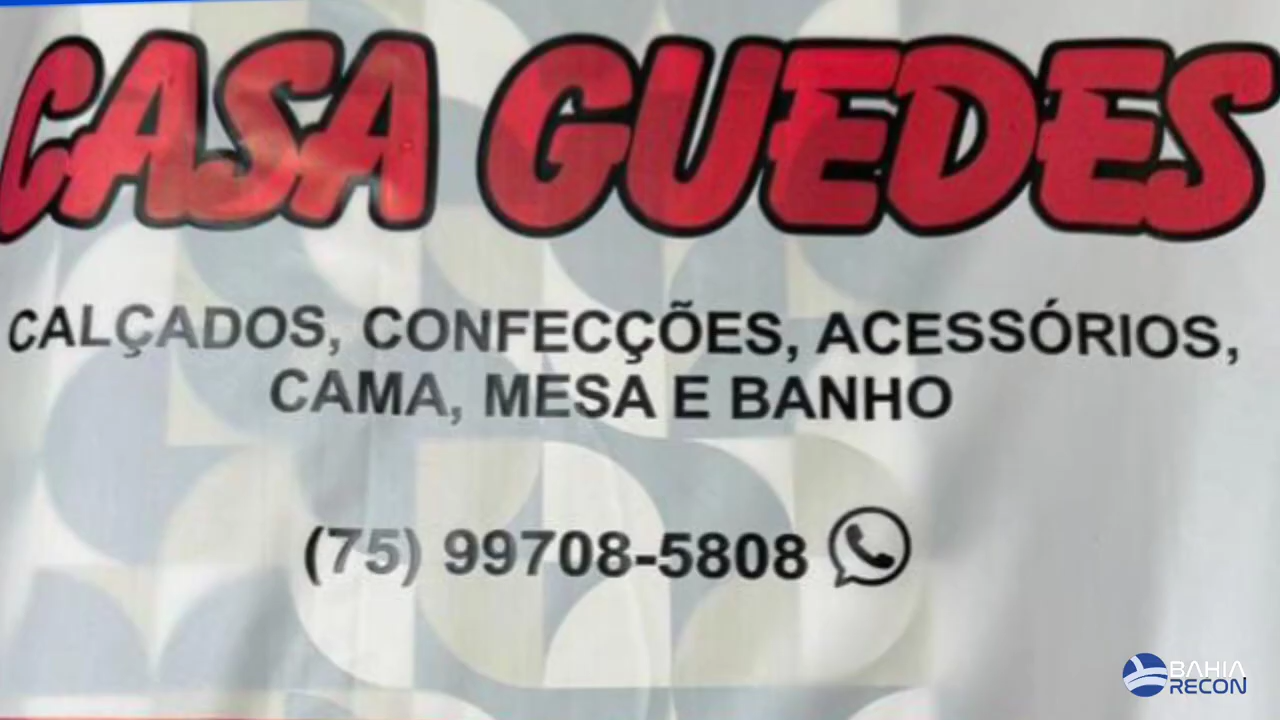 CASA GUEDES
CALÇADOS, CONFECÇÕES, ACESSÓRIOS,
CAMA, MESA E BANHO
(75) 99708-5808
BAHIA
RECON